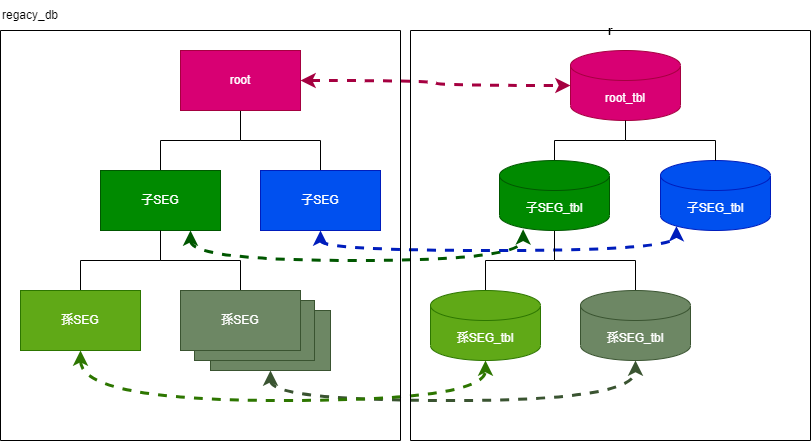 regacy_db
r
root
root_tbl
子SEG
子SEG
子SEG_tbl
子SEG_tbl
孫SEG
孫SEG
孫SEG_tbl
孫SEG_tbl